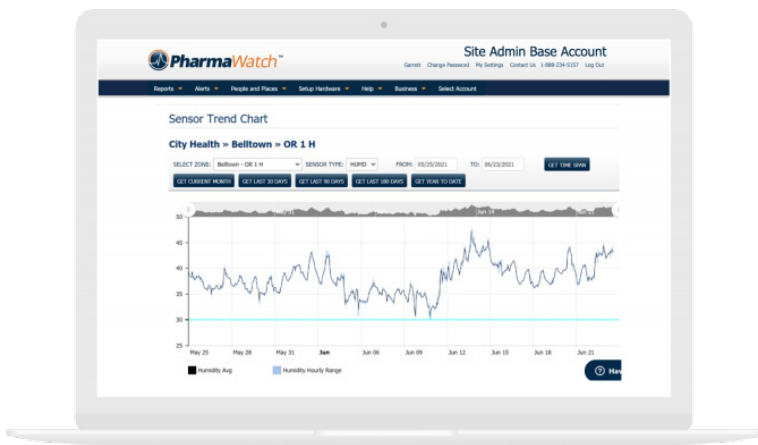 PharmaWatch™
Site Admin Base Account
Garrett Change Password My Settings Contact Us 1-888-234-5157 Log Out
Reports Alerts People and Places Setup Hardware Help Business Select Account
Sensor Trend Chart
City Health » Belltown » OR 1 H
SELECT ZONE: Belltown - OR 1 H SENSOR TYPE: HUMD FROM: 05/25/2021 TO: 06/23/2021 GET TIME SPAN
GET CURRENT MONTH GET LAST 30 DAYS GET LAST 90 DAYS GET LAST 180 DAYS GET YEAR TO DATE
Jun 14
50
45
40
35
30
25
May 25 May 28 May 31 Jun Jun 06 Jun 09 Jun 12 Jun 15 Jun 18 Jun 21
Humidity Avg Humidity Hourly Range
? Hav